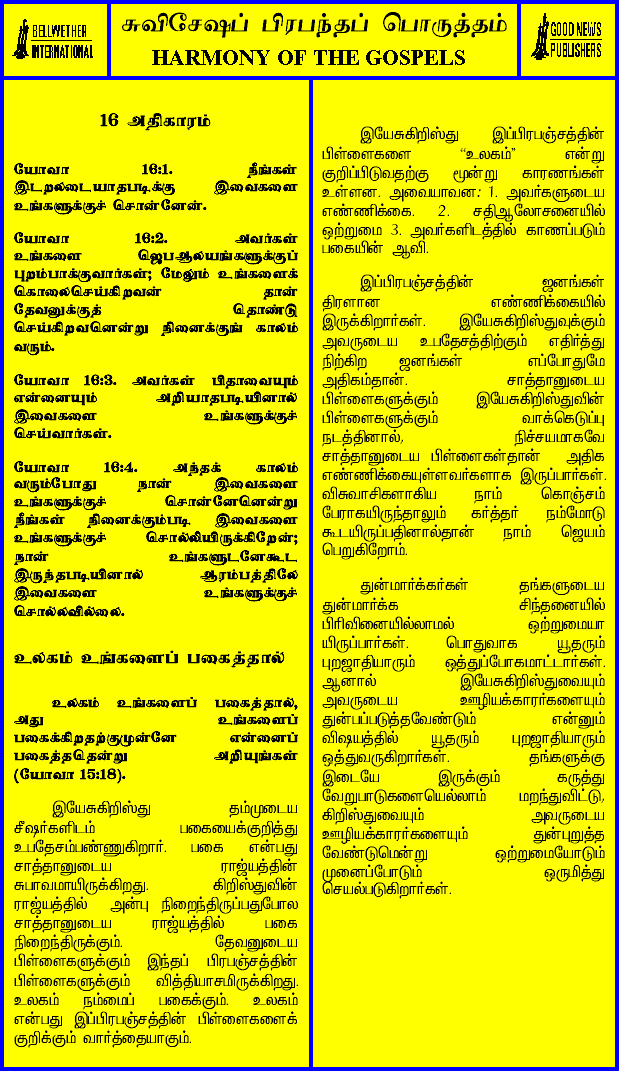 BELLWETHER
INTERNATIONAL
சுவிசேஷப் பிரபந்தப் பொருத்தம்
HARMONY OF THE GOSPELS
GOOD NEWS
PUBLISHERS
16 அதிகாரம்
யோவா 16:1. நீங்கள்
இடறலடையாதபடிக்கு இவைகளை
உங்களுக்குச் சொன்னேன்.
யோவா 16:2. அவர்கள்
உங்களை ஜெபஆலயங்களுக்குப்
புறம்பாக்குவார்கள்; மேலும் உங்களைக்
கொலைசெய்கிறவன் தான்
தேவனுக்குத் தொண்டு
செய்கிறவனென்று நினைக்குங் காலம்
வரும்.
யோவா 16:3. அவர்கள் பிதாவையும்
என்னையும் அறியாதபடியினால்
இவைகளை உங்களுக்குச்
செய்வார்கள்.
யோவா 16:4. அந்தக் காலம்
வரும்போது நான் இவைகளை
உங்களுக்குச் சொன்னேனென்று
நீங்கள் நினைக்கும்படி இவைகளை
உங்களுக்குச் சொல்லியிருக்கிறேன்;
நான் உங்களுடனேகூட
இருந்தபடியினால் ஆரம்பத்திலே
இவைகளை உங்களுக்குச்
சொல்லவில்லை.
உலகம் உங்களைப் பகைத்தால்
உலகம் உங்களைப் பகைத்தால்,
அது உங்களைப்
பகைக்கிறதற்குமுன்னே என்னைப்
பகைத்ததென்று அறியுங்கள்
(யோவா 15:18).
இயேசுகிறிஸ்து தம்முடைய
சீஷர்களிடம் பகையைக்குறித்து
உபதேசம்பண்ணுகிறார். பகை என்பது
சாத்தானுடைய ராஜ்யத்தின்
சுபாவமாயிருக்கிறது. கிறிஸ்துவின்
ராஜ்யத்தில் அன்பு நிறைந்திருப்பதுபோல
சாத்தானுடைய ராஜ்யத்தில் பகை
நிறைந்திருக்கும். தேவனுடைய
பிள்ளைகளுக்கும் இந்தப் பிரபஞ்சத்தின்
பிள்ளைகளுக்கும் வித்தியாசமிருக்கிறது.
உலகம் நம்மைப் பகைக்கும். உலகம்
என்பது இப்பிரபஞ்சத்தின் பிள்ளைகளைக்
குறிக்கும் வார்த்தையாகும்.
இயேசுகிறிஸ்து இப்பிரபஞ்சத்தின்
பிள்ளைகளை “உலகம்” என்று
குறிப்பிடுவதற்கு மூன்று காரணங்கள்
உள்ளன. அவையாவன: 1. அவர்களுடைய
எண்ணிக்கை. 2. சதிஆலோசனையில்
ஒற்றுமை 3. அவர்களிடத்தில் காணப்படும்
பகையின் ஆவி.
இப்பிரபஞ்சத்தின் ஜனங்கள்
திரளான எண்ணிக்கையில்
இருக்கிறார்கள். இயேசுகிறிஸ்துவுக்கும்
அவருடைய உபதேசத்திற்கும் எதிர்த்து
நிற்கிற ஜனங்கள் எப்போதுமே
அதிகம்தான். சாத்தானுடைய
பிள்ளைகளுக்கும் இயேசுகிறிஸ்துவின்
பிள்ளைகளுக்கும் வாக்கெடுப்பு
நடத்தினால், நிச்சயமாகவே
சாத்தானுடைய பிள்ளைகள்தான் அதிக
எண்ணிக்கையுள்ளவர்களாக இருப்பார்கள்.
விசுவாசிகளாகிய நாம் கொஞ்சம்
பேராகயிருந்தாலும் கர்த்தர் நம்மோடு
கூடயிருப்பதினால்தான் நாம் ஜெயம்
பெறுகிறோம்.
துன்மார்க்கர்கள் தங்களுடைய
துன்மார்க்க சிந்தனையில்
பிரிவினையில்லாமல் ஒற்றுமையா
யிருப்பார்கள். பொதுவாக யூதரும்
புறஜாதியாரும் ஒத்துப்போகமாட்டார்கள்.
ஆனால் இயேசுகிறிஸ்துவையும்
அவருடைய ஊழியக்காரர்களையும்
துன்பப்படுத்தவேண்டும் என்னும்
விஷயத்தில் யூதரும் புறஜாதியாரும்
ஒத்துவருகிறார்கள். தங்களுக்கு
இடையே இருக்கும் கருத்து
வேறுபாடுகளையெல்லாம் மறந்துவிட்டு,
கிறிஸ்துவையும் அவருடைய
ஊழியக்காரர்களையும் துன்புறுத்த
வேண்டுமென்று ஒற்றுமையோடும்
முனைப்போடும் ஒருமித்து
செயல்படுகிறார்கள்.